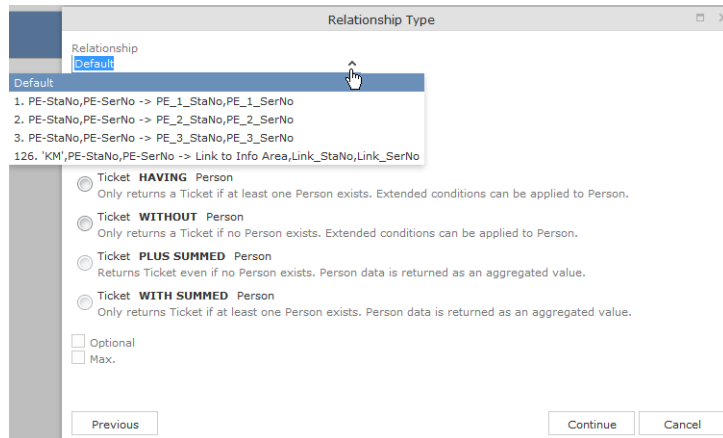 Relationship Type
Relationship
Default
Default
1. PE-StaNo,PE-SerNo -> PE_1_StaNo,PE_1_SerNo
2. PE-StaNo,PE-SerNo -> PE_2_StaNo,PE_2_SerNo
3. PE-StaNo,PE-SerNo -> PE_3_StaNo,PE_3_SerNo
126. 'KM',PE-StaNo,PE-SerNo -> Link to Info Area,Link_StaNo,Link_SerNo
Ticket HAVING Person
Only returns a Ticket if at least one Person exists. Extended conditions can be applied to Person.
Ticket WITHOUT Person
Only returns a Ticket if no Person exists. Extended conditions can be applied to Person.
Ticket PLUS SUMMED Person
Returns Ticket even if no Person exists. Person data is returned as an aggregated value.
Ticket WITH SUMMED Person
Only returns Ticket if at least one Person exists. Person data is returned as an aggregated value.
Optional
Max.
Previous Continue Cancel